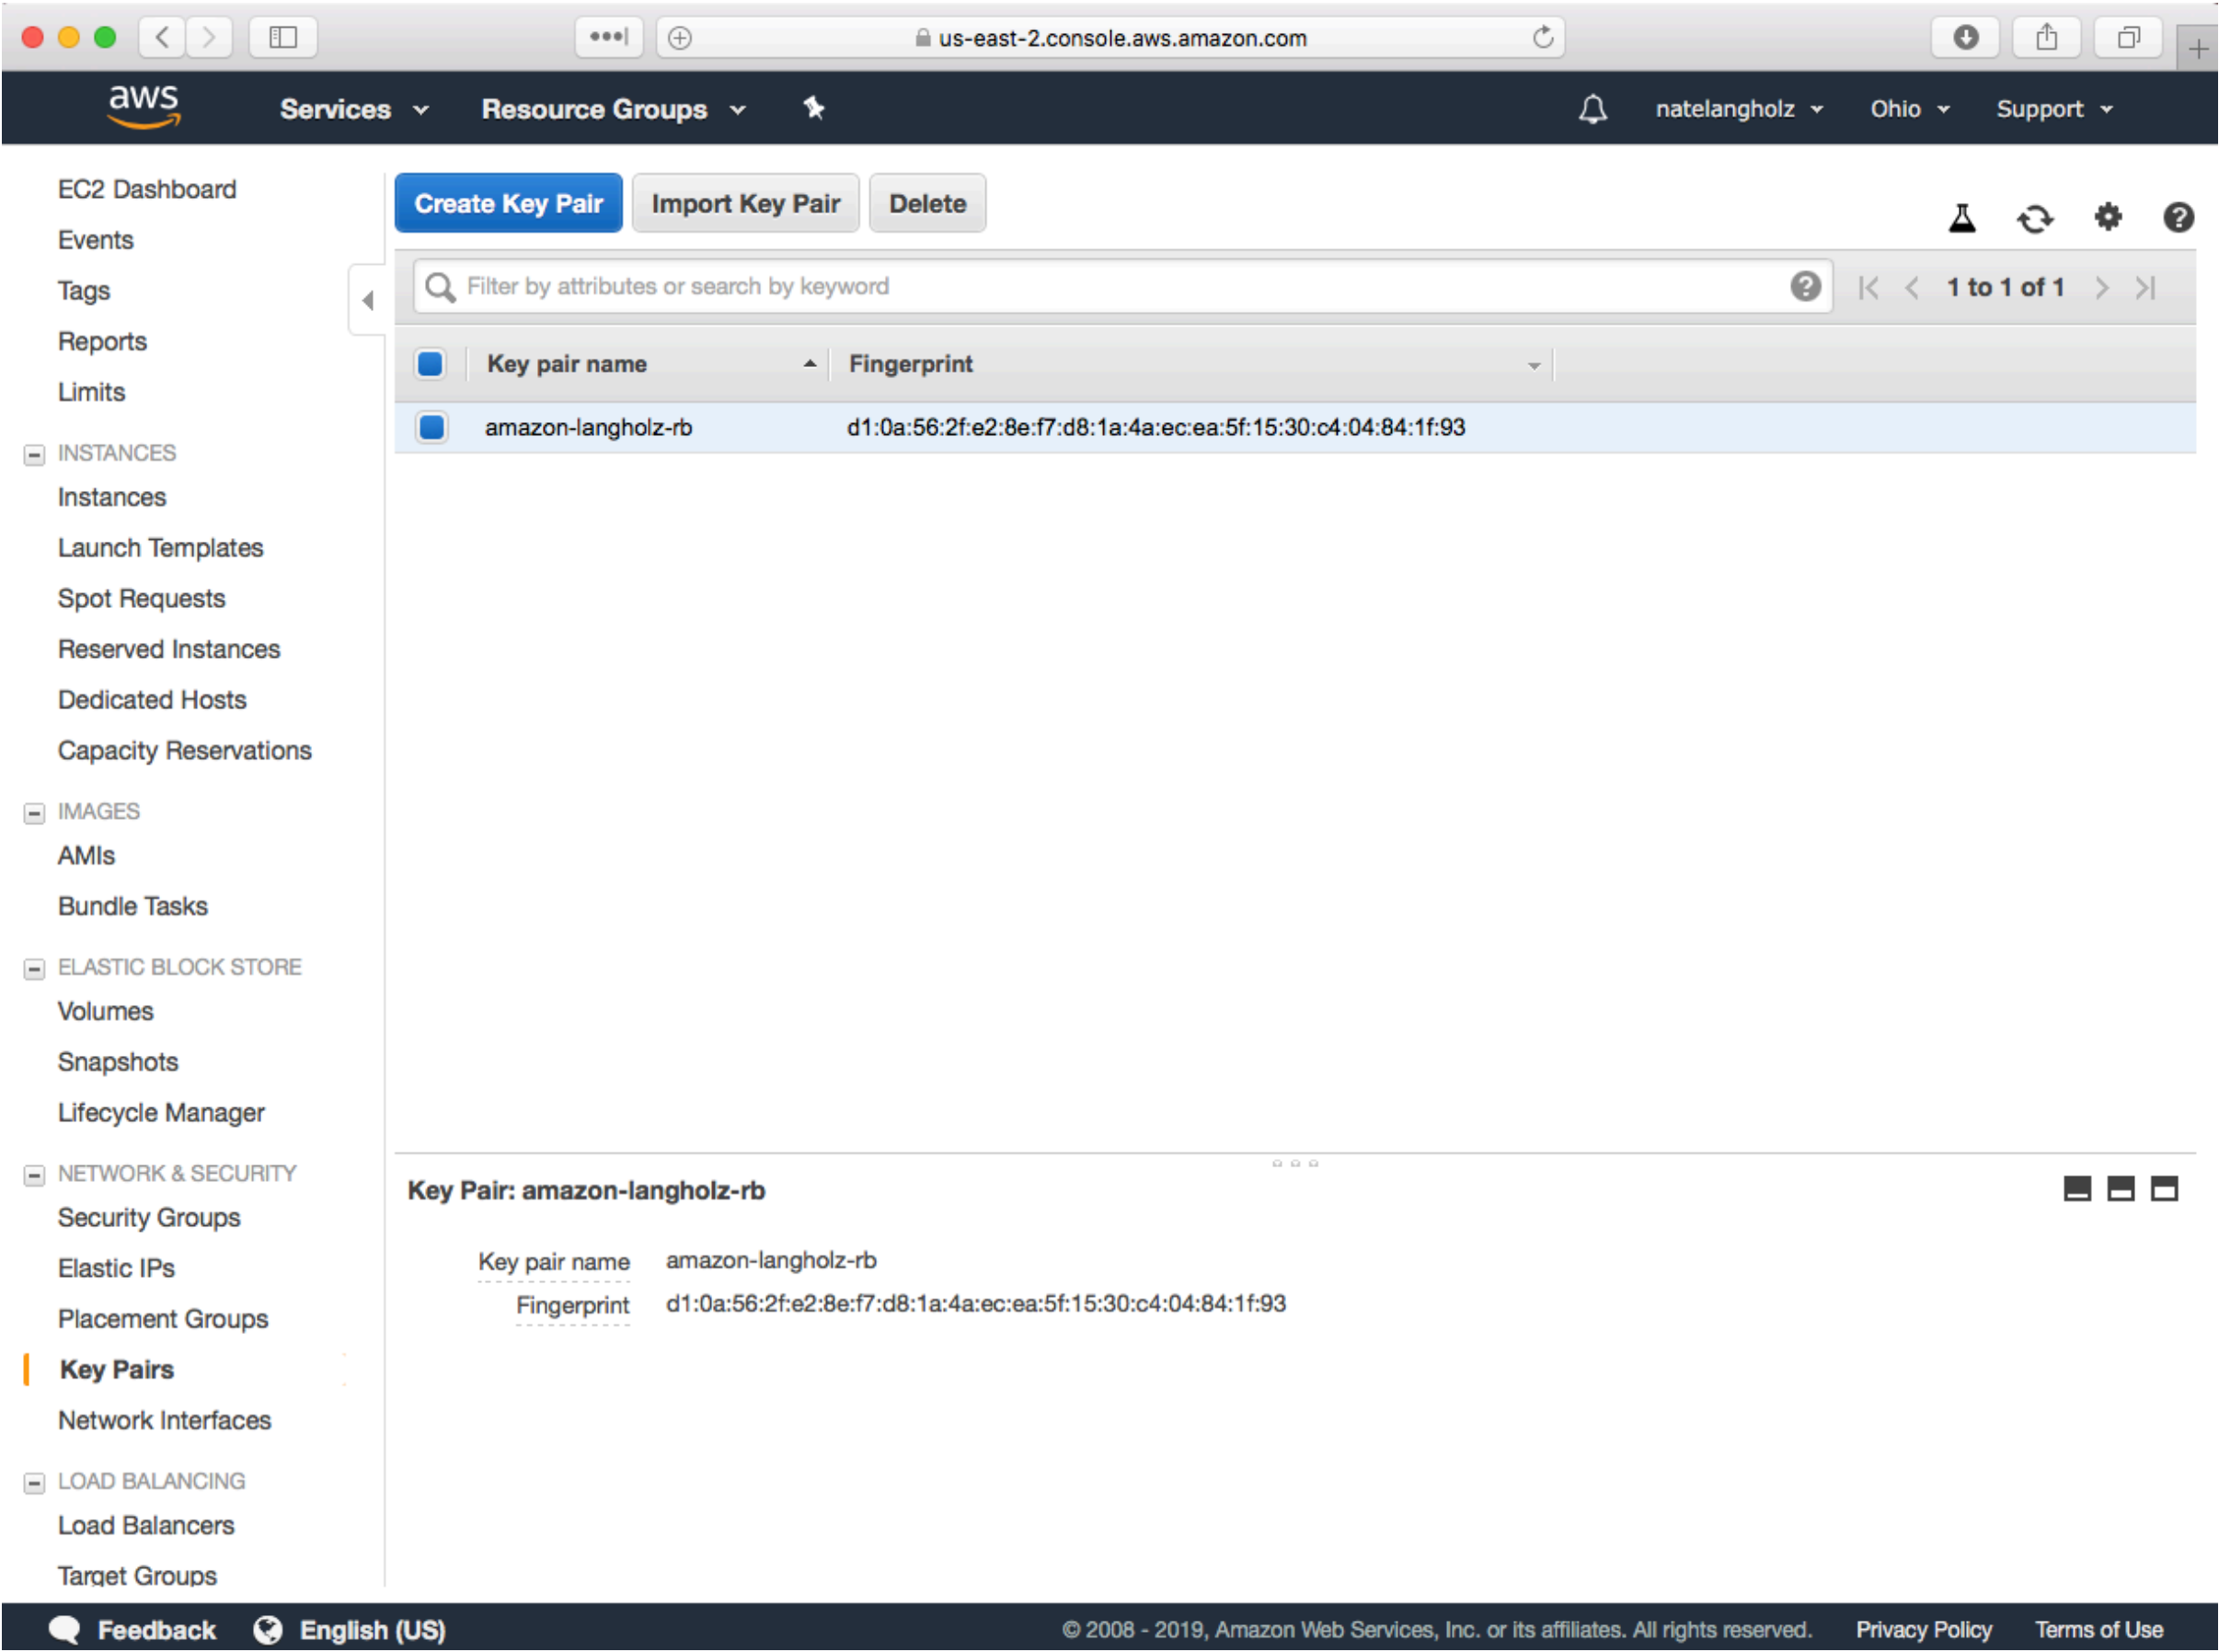 us-east-2.console.aws.amazon.com
aws Services Resource Groups natelangholz Ohio Support
EC2 Dashboard
Events
Tags
Reports
Limits
INSTANCES
Instances
Launch Templates
Spot Requests
Reserved Instances
Dedicated Hosts
Capacity Reservations
IMAGES
AMIs
Bundle Tasks
ELASTIC BLOCK STORE
Volumes
Snapshots
Lifecycle Manager
NETWORK & SECURITY
Security Groups
Elastic IPs
Placement Groups
Key Pairs
Network Interfaces
LOAD BALANCING
Load Balancers
Target Groups
Create Key Pair Import Key Pair Delete
Filter by attributes or search by keyword 1 to 1 of 1
Key pair name Fingerprint
amazon-langholz-rb d1:0a:56:2f:e2:8e:f7:d8:1a:4a:ec:ea:5f:15:30:c4:04:84:1f:93
Key Pair: amazon-langholz-rb
Key pair name amazon-langholz-rb
Fingerprint d1:0a:56:2f:e2:8e:f7:d8:1a:4a:ec:ea:5f:15:30:c4:04:84:1f:93
Feedback English (US) © 2008 - 2019, Amazon Web Services, Inc. or its affiliates. All rights reserved. Privacy Policy Terms of Use